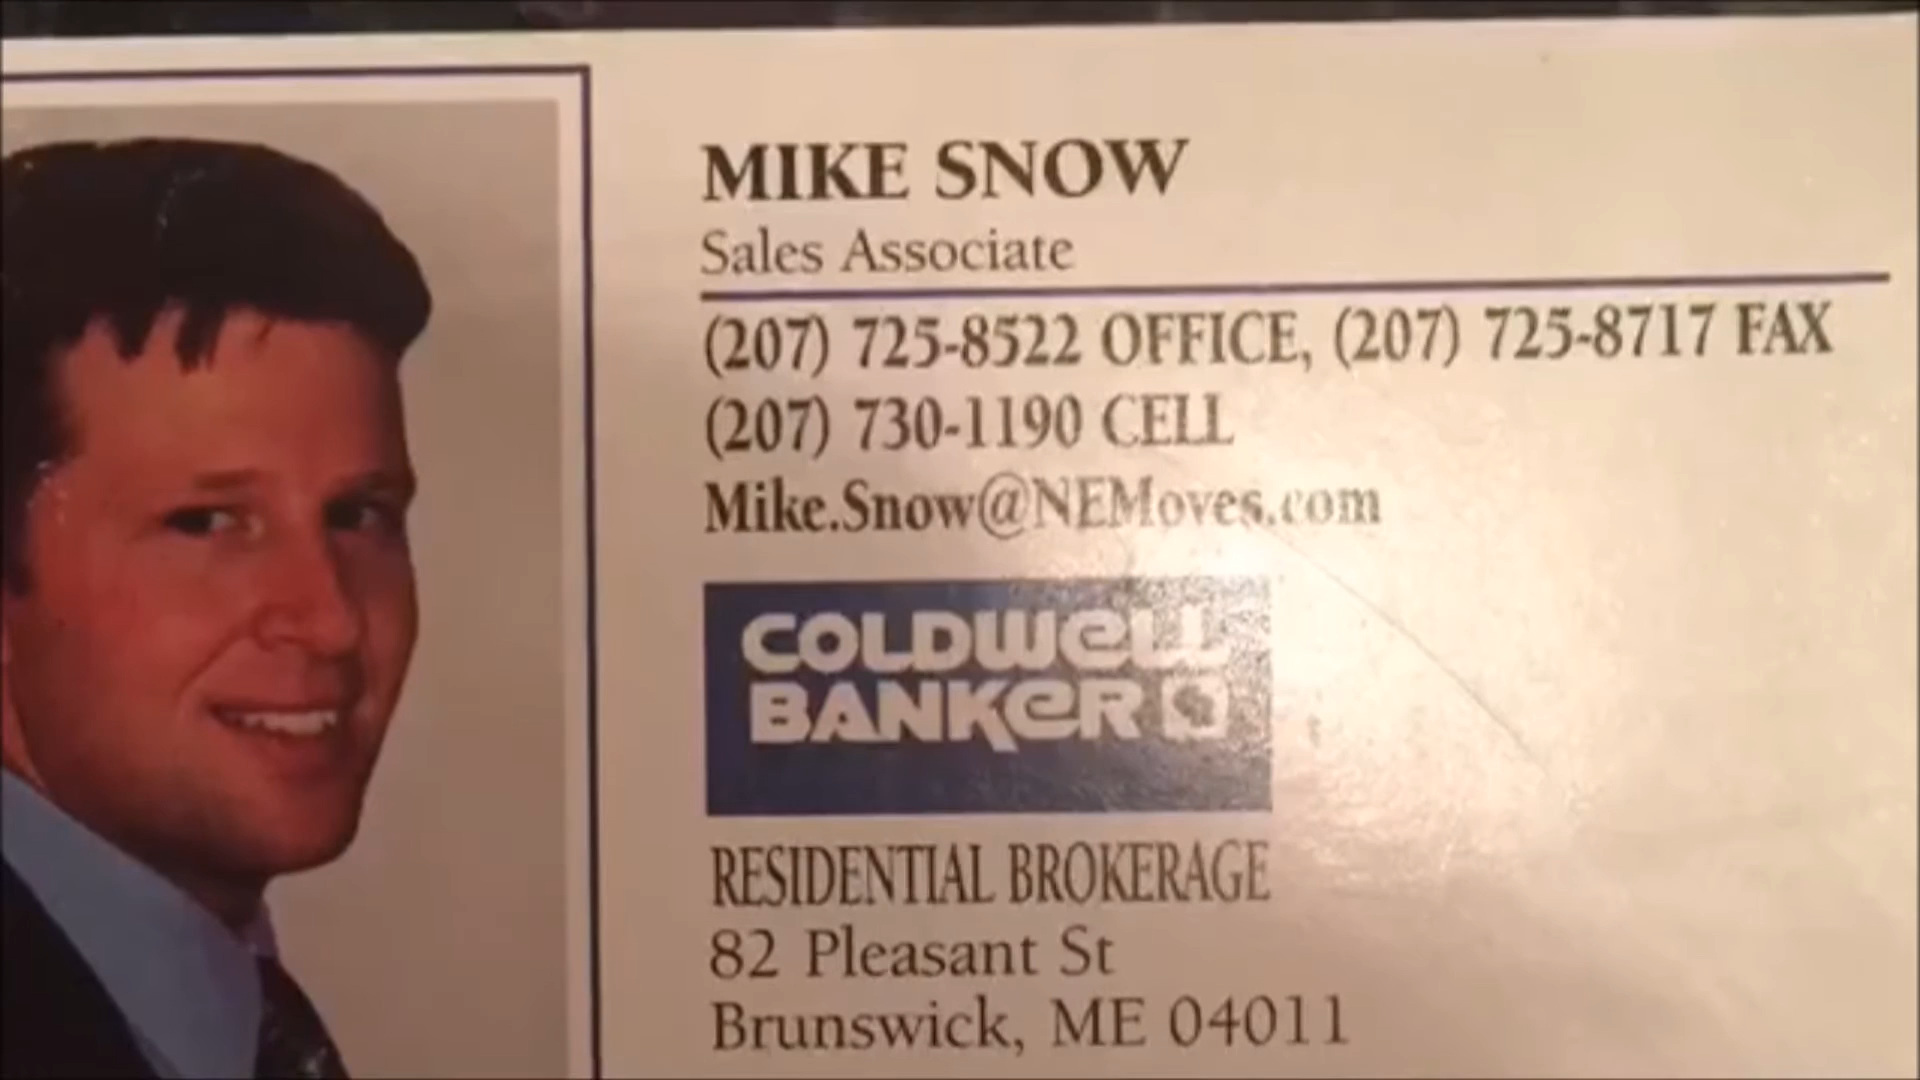 MIKE SNOW
Sales Associate
(207) 725-8522 OFFICE, (207) 725-8717 FAX
(207) 730-1190 CELL
Mike.Snow@NEMoves.com
COLDWELL
BANKER
RESIDENTIAL BROKERAGE
82 Pleasant St
Brunswick, ME 04011